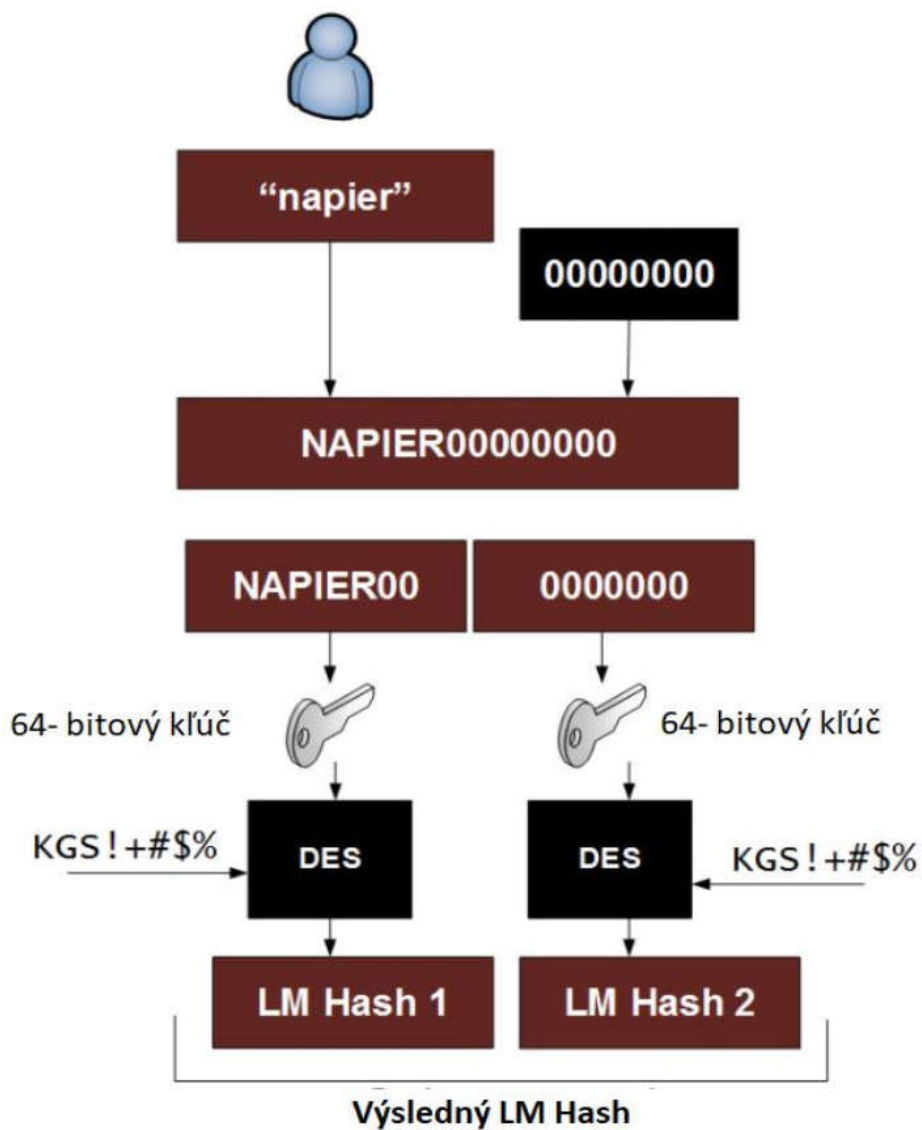 “napier”
00000000
NAPIER00000000
NAPIER00
0000000
64- bitový kľúč
64- bitový kľúč
KGS!+#$%
DES
DES
KGS!+#$%
LM Hash 1
LM Hash 2
Výsledný LM Hash